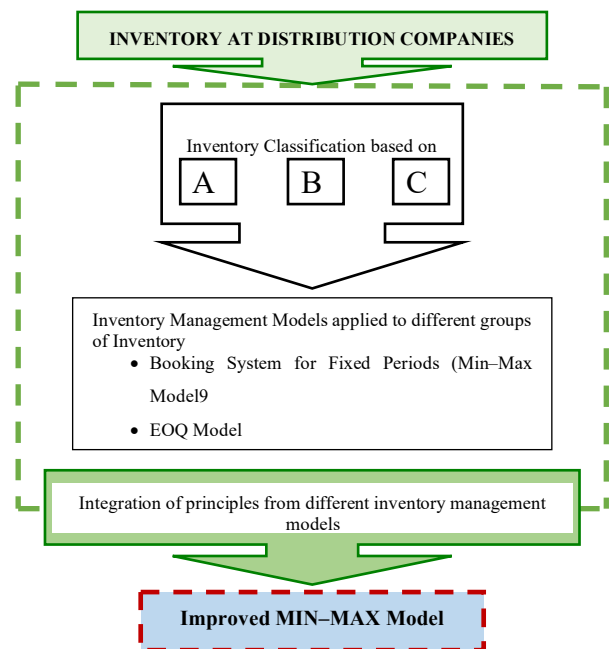 INVENTORY AT DISTRIBUTION COMPANIES
Inventory Classification based on
A B C
Inventory Management Models applied to different groups
of Inventory
• Booking System for Fixed Periods (Min–Max
Model9
• EOQ Model
Integration of principles from different inventory management
models
Improved MIN–MAX Model